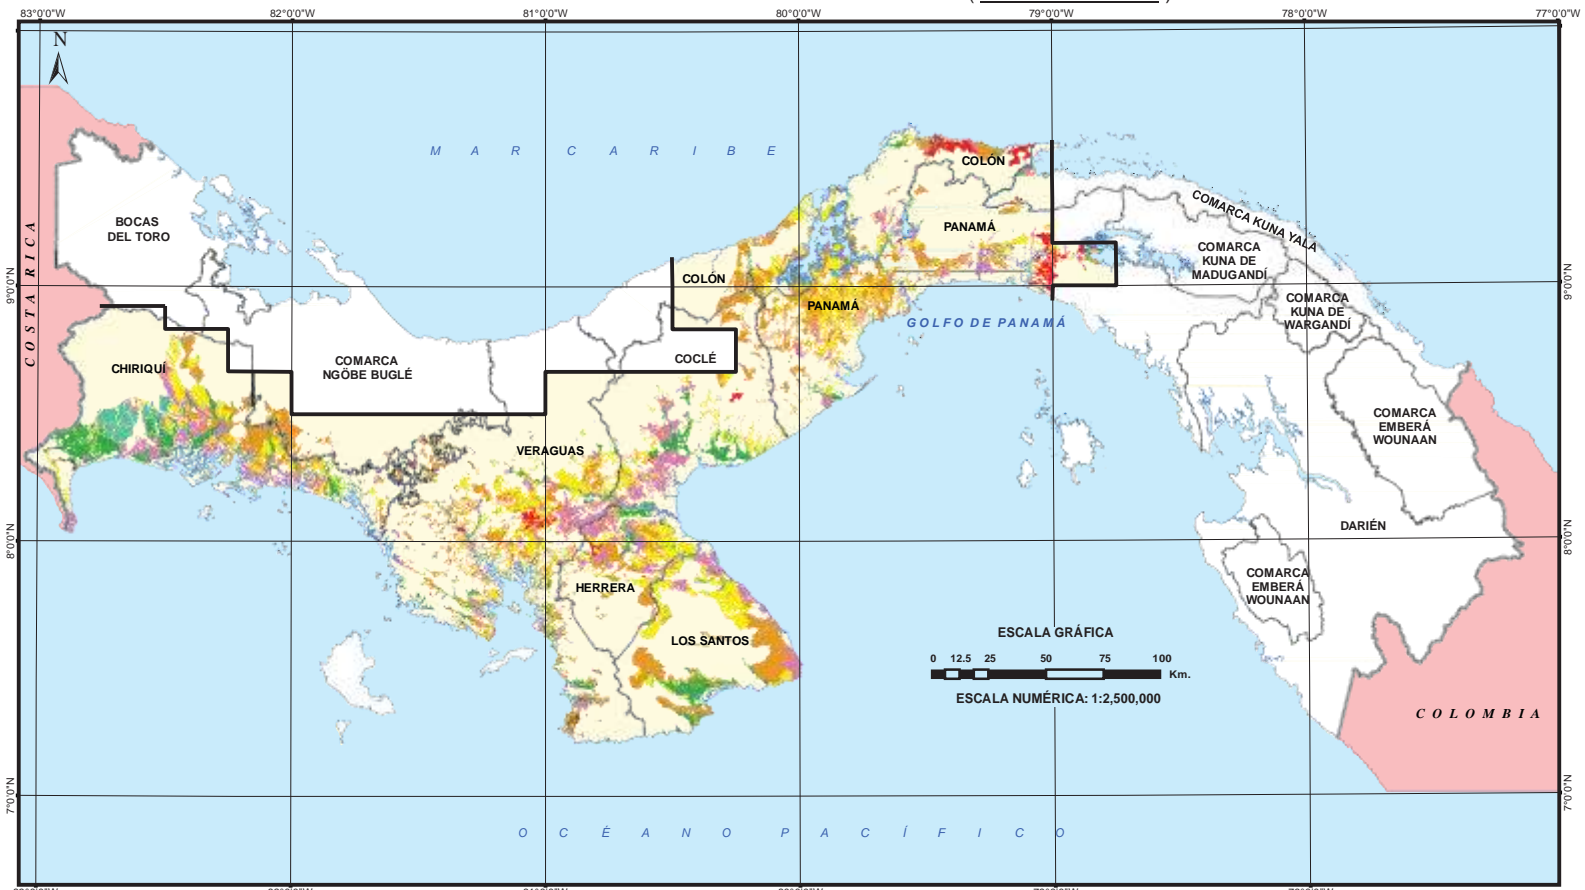 83°0'0"W
82°0'0"W
81°0'0"W
80°0'0"W
79°0'0"W
78°0'0"W
77°0'0"W
N
MAR CARIBE
COSTA RICA
BOCAS
DEL TORO
COLÓN
PANAMÁ
COMARCA KUNA YALA
COMARCA
KUNA DE
MADUGANDÍ
COLÓN
9°0'0"N
9°0'0"N
PANAMÁ
COMARCA
KUNA DE
WARGANDÍ
GOLFO DE PANAMÁ
CHIRIQUÍ
COMARCA
NGÖBE BUGLÉ
COCLÉ
COMARCA
EMBERÁ
WOUNAAN
VERAGUAS
DARIÉN
8°0'0"N
8°0'0"N
HERRERA
COMARCA
EMBERÁ
WOUNAAN
LOS SANTOS
ESCALA GRÁFICA
0 12.5 25 50 75 100
Km.
ESCALA NUMÉRICA: 1:2,500,000
COLOMBIA
7°0'0"N
7°0'0"N
OCÉANO PACÍFICO